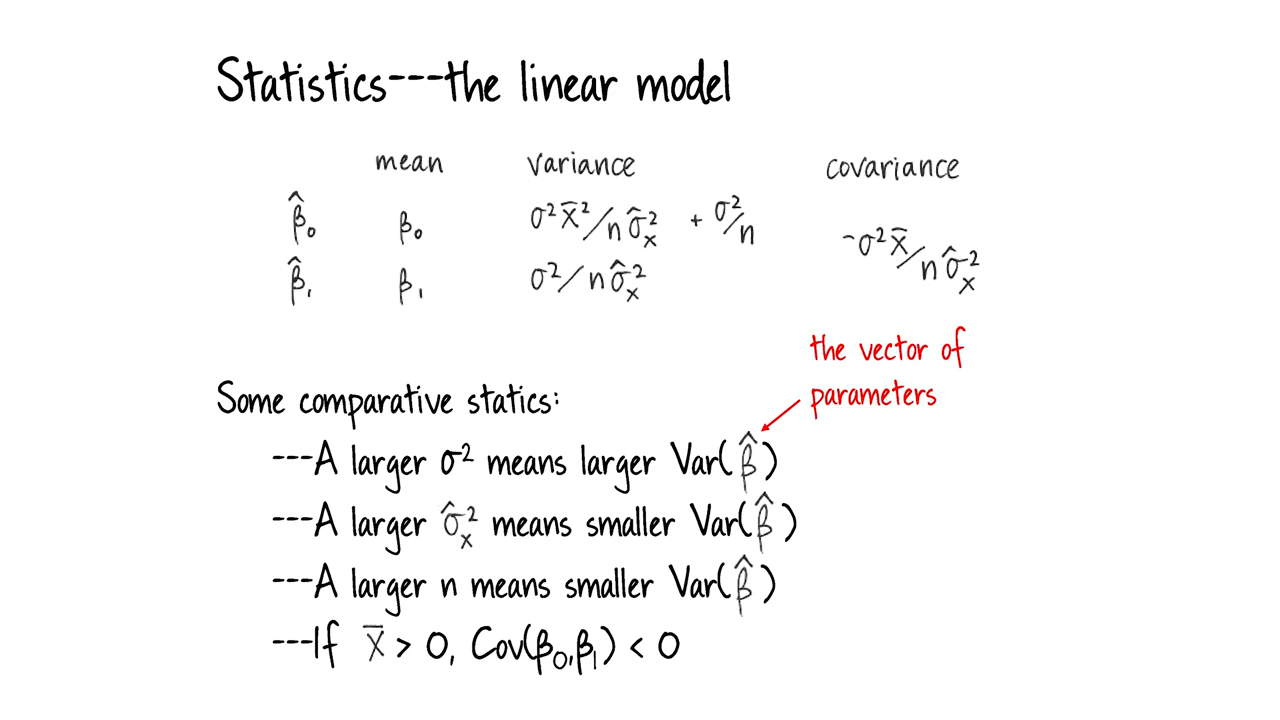 Statistics---the linear model
mean variance covariance
β̂₀ β₀ σ²x̄²/nσ̂ₓ² + σ²/n
-σ²x̄/nσ̂ₓ²
β̂₁ β₁ σ²/nσ̂ₓ²
the vector of
parameters
Some comparative statics:
---A larger σ² means larger Var(β̂)
---A larger σ̂ₓ² means smaller Var(β̂)
---A larger n means smaller Var(β̂)
---If x̄ > 0, Cov(β₀,β₁) < 0